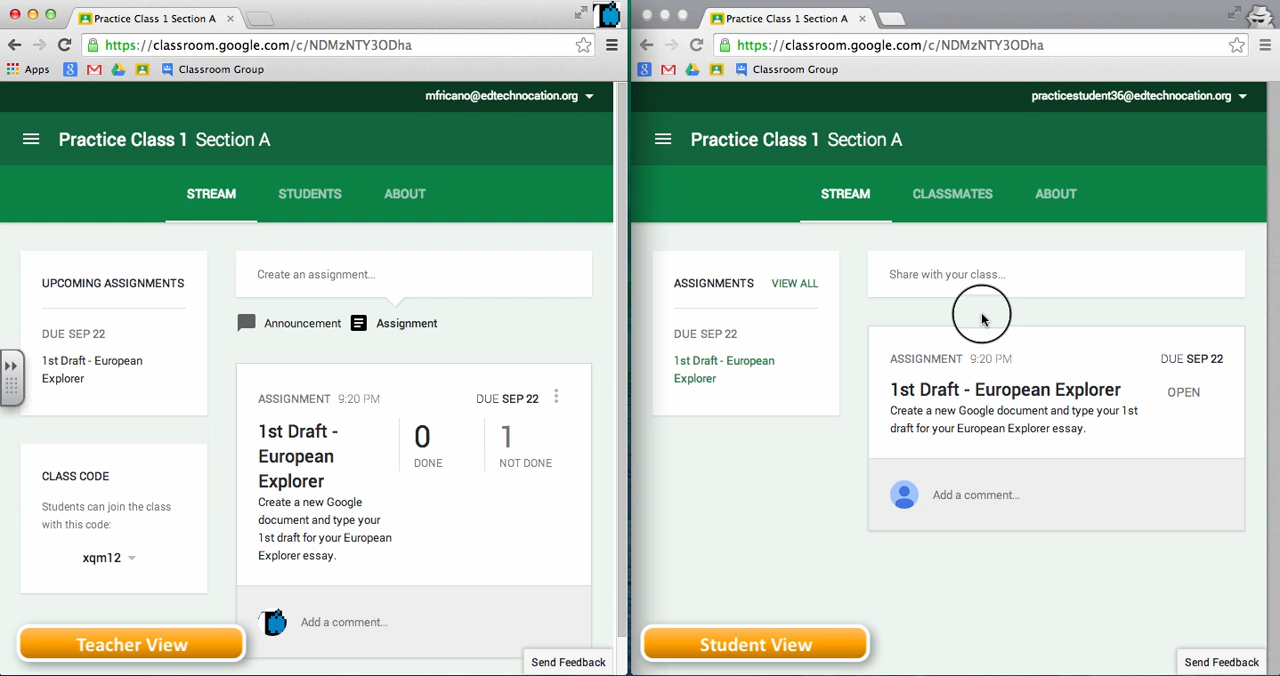 Practice Class 1 Section A
https://classroom.google.com/c/NDMzNTY3ODha
Apps
Classroom Group
mfricano@edtechnocation.org
Practice Class 1 Section A
STREAM
STUDENTS
ABOUT
UPCOMING ASSIGNMENTS
DUE SEP 22
1st Draft - European
Explorer
CLASS CODE
Students can join the class
with this code:
xqm12
Create an assignment...
Announcement
Assignment
ASSIGNMENT 9:20 PM
DUE SEP 22
1st Draft -
European
Explorer
0
DONE
1
NOT DONE
Create a new Google
document and type your
1st draft for your European
Explorer essay.
Add a comment...
Teacher View
Send Feedback
Practice Class 1 Section A
https://classroom.google.com/c/NDMzNTY3ODha
Classroom Group
practicestudent36@edtechnocation.org
Practice Class 1 Section A
STREAM
CLASSMATES
ABOUT
ASSIGNMENTS
VIEW ALL
DUE SEP 22
1st Draft - European
Explorer
Share with your class...
ASSIGNMENT 9:20 PM
DUE SEP 22
1st Draft - European Explorer
OPEN
Create a new Google document and type your 1st
draft for your European Explorer essay.
Add a comment...
Student View
Send Feedback